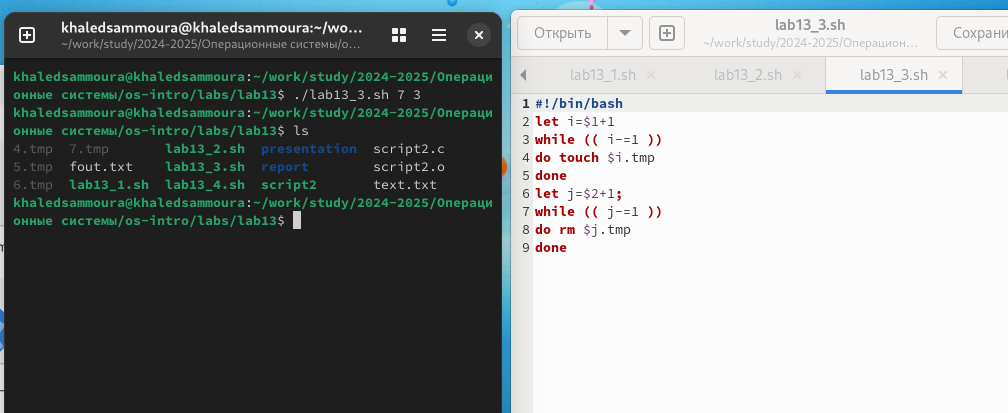 khaledsammoura@khaledsammoura:~/wo…
~/work/study/2024-2025/Операционные системы/o…
khaledsammoura@khaledsammoura:~/work/study/2024-2025/Операци
онные системы/os-intro/labs/lab13$ ./lab13_3.sh 7 3
khaledsammoura@khaledsammoura:~/work/study/2024-2025/Операци
онные системы/os-intro/labs/lab13$ ls
4.tmp 7.tmp lab13_2.sh presentation script2.c
5.tmp fout.txt lab13_3.sh report script2.o
6.tmp lab13_1.sh lab13_4.sh script2 text.txt
khaledsammoura@khaledsammoura:~/work/study/2024-2025/Операци
онные системы/os-intro/labs/lab13$
Открыть
lab13_3.sh
~/work/study/2024-2025/Операцион…
Сохрани
lab13_1.sh
lab13_2.sh
lab13_3.sh
1 #!/bin/bash
2 let i=$1+1
3 while (( i-=1 ))
4 do touch $i.tmp
5 done
6 let j=$2+1;
7 while (( j-=1 ))
8 do rm $j.tmp
9 done